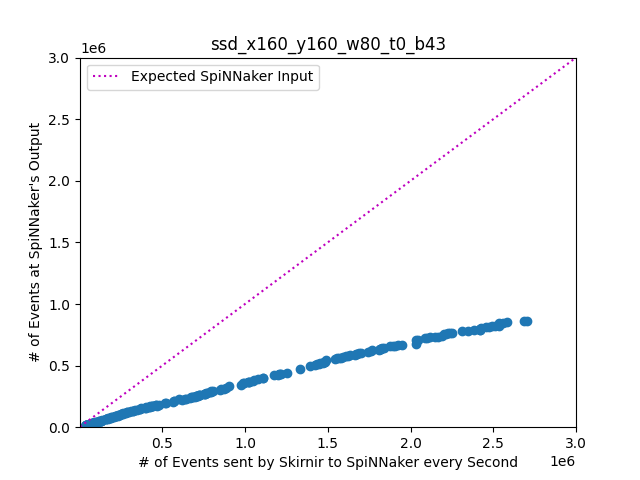 ssd_x160_y160_w80_t0_b43
1e6
Expected SpiNNaker Input
# of Events at SpiNNaker's Output
3.0
2.5
2.0
1.5
1.0
0.5
0.0
0.5
1.0
1.5
2.0
2.5
3.0
# of Events sent by Skirnir to SpiNNaker every Second
1e6